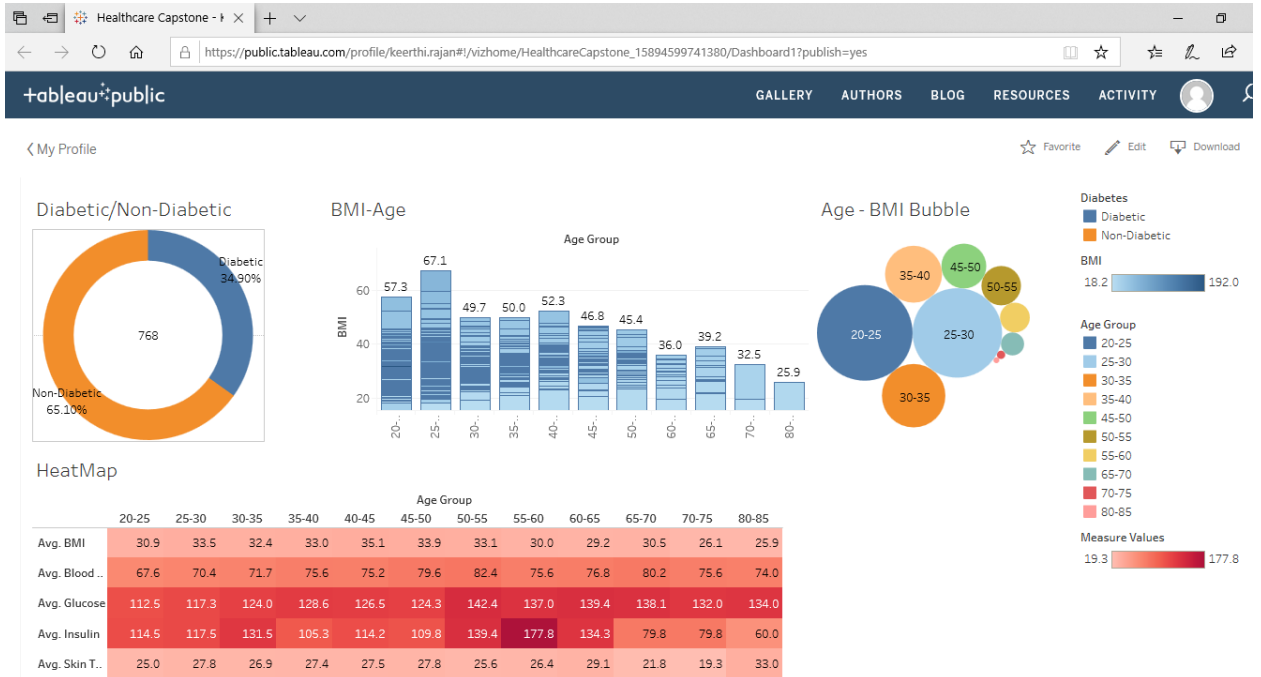 Healthcare Capstone - H
https://public.tableau.com/profile/keerthi.rajan#!/vizhome/HealthcareCapstone_15894599741380/Dashboard1?publish=yes
+ableau public
GALLERY AUTHORS BLOG RESOURCES ACTIVITY
My Profile
Favorite Edit Download
Diabetic/Non-Diabetic
Diabetic
34.90%
768
Non-Diabetic
65.10%
BMI-Age
Age Group
BMI
60
40
20
57.3 67.1 49.7 50.0 52.3 46.8 45.4 36.0 39.2 32.5 25.9
20-.. 25-.. 30-.. 35-.. 40-.. 45-.. 50-.. 60-.. 65-.. 70-.. 80-..
Age - BMI Bubble
35-40
45-50
50-55
20-25
25-30
30-35
Diabetes
Diabetic
Non-Diabetic
BMI
18.2 192.0
Age Group
20-25
25-30
30-35
35-40
45-50
50-55
55-60
65-70
70-75
80-85
Measure Values
19.3 177.8
HeatMap
Age Group
20-25 25-30 30-35 35-40 40-45 45-50 50-55 55-60 60-65 65-70 70-75 80-85
Avg. BMI 30.9 33.5 32.4 33.0 35.1 33.9 33.1 30.0 29.2 30.5 26.1 25.9
Avg. Blood .. 67.6 70.4 71.7 75.6 75.2 79.6 82.4 75.6 76.8 80.2 75.6 74.0
Avg. Glucose 112.5 117.3 124.0 128.6 126.5 124.3 142.4 137.0 139.4 138.1 132.0 134.0
Avg. Insulin 114.5 117.5 131.5 105.3 114.2 109.8 139.4 177.8 134.3 79.8 79.8 60.0
Avg. Skin T.. 25.0 27.8 26.9 27.4 27.5 27.8 25.6 26.4 29.1 21.8 19.3 33.0